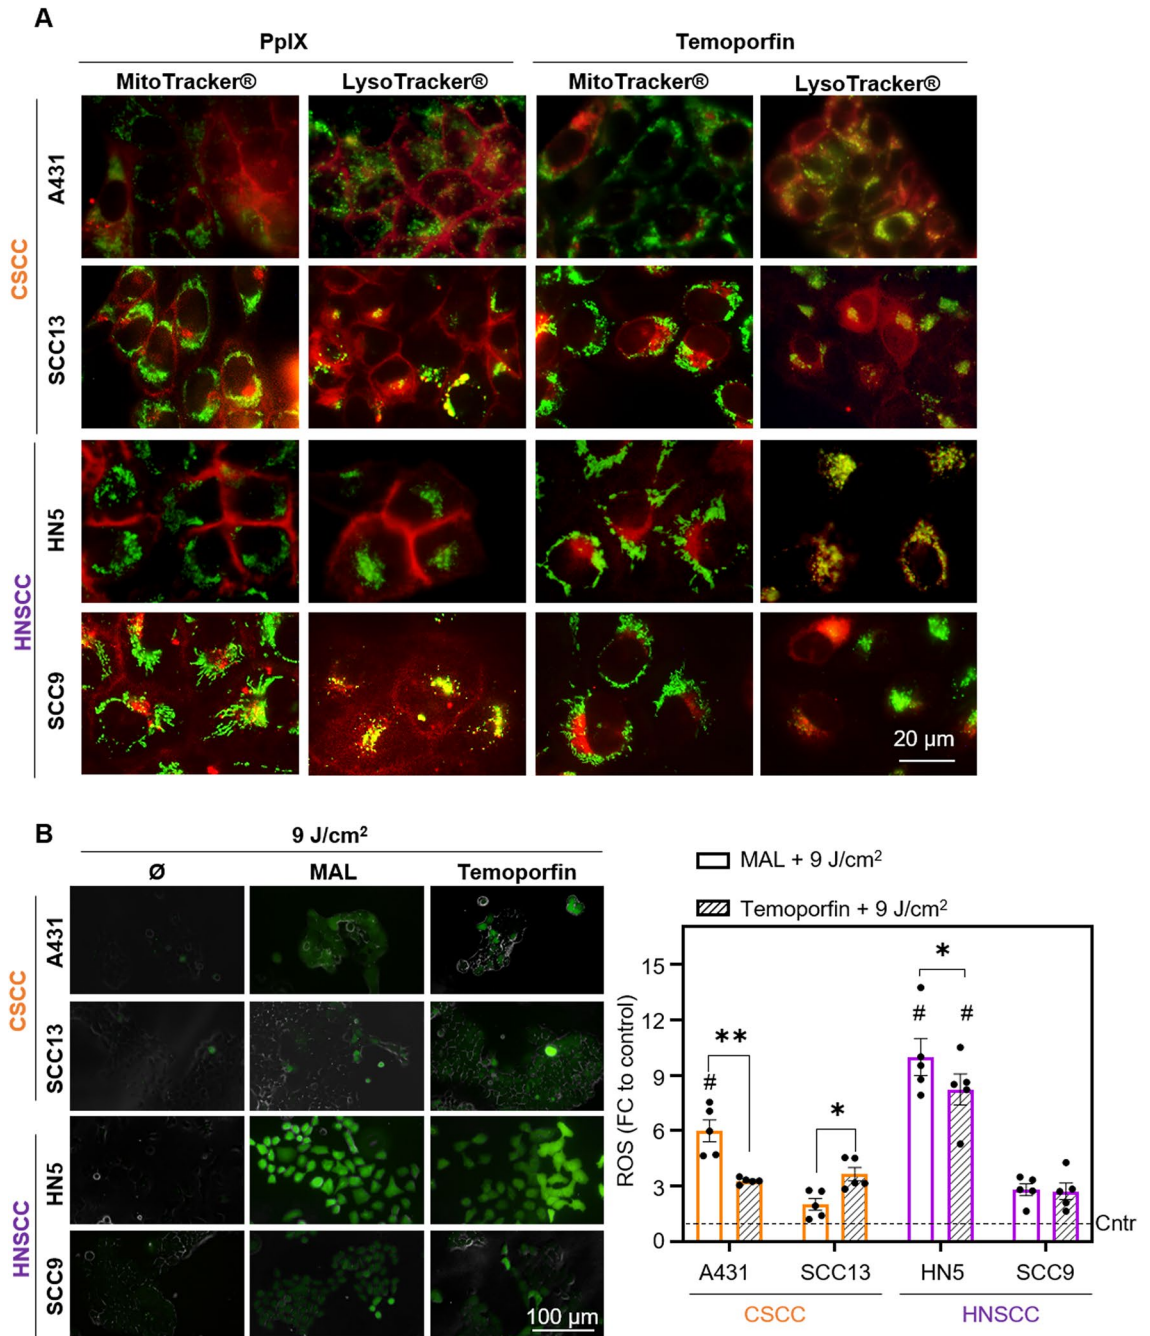 A
PpIX
Temoporfin
MitoTracker®
LysoTracker®
MitoTracker®
LysoTracker®
CSCC
A431
SCC13
HNSCC
HN5
SCC9
20 µm
B
9 J/cm²
Ø
MAL
Temoporfin
CSCC
A431
SCC13
HNSCC
HN5
SCC9
100 µm
MAL + 9 J/cm²
Temoporfin + 9 J/cm²
ROS (FC to control)
15
12
9
6
3
0
**
#
*
*
#
#
Cntr
A431
SCC13
HN5
SCC9
CSCC
HNSCC